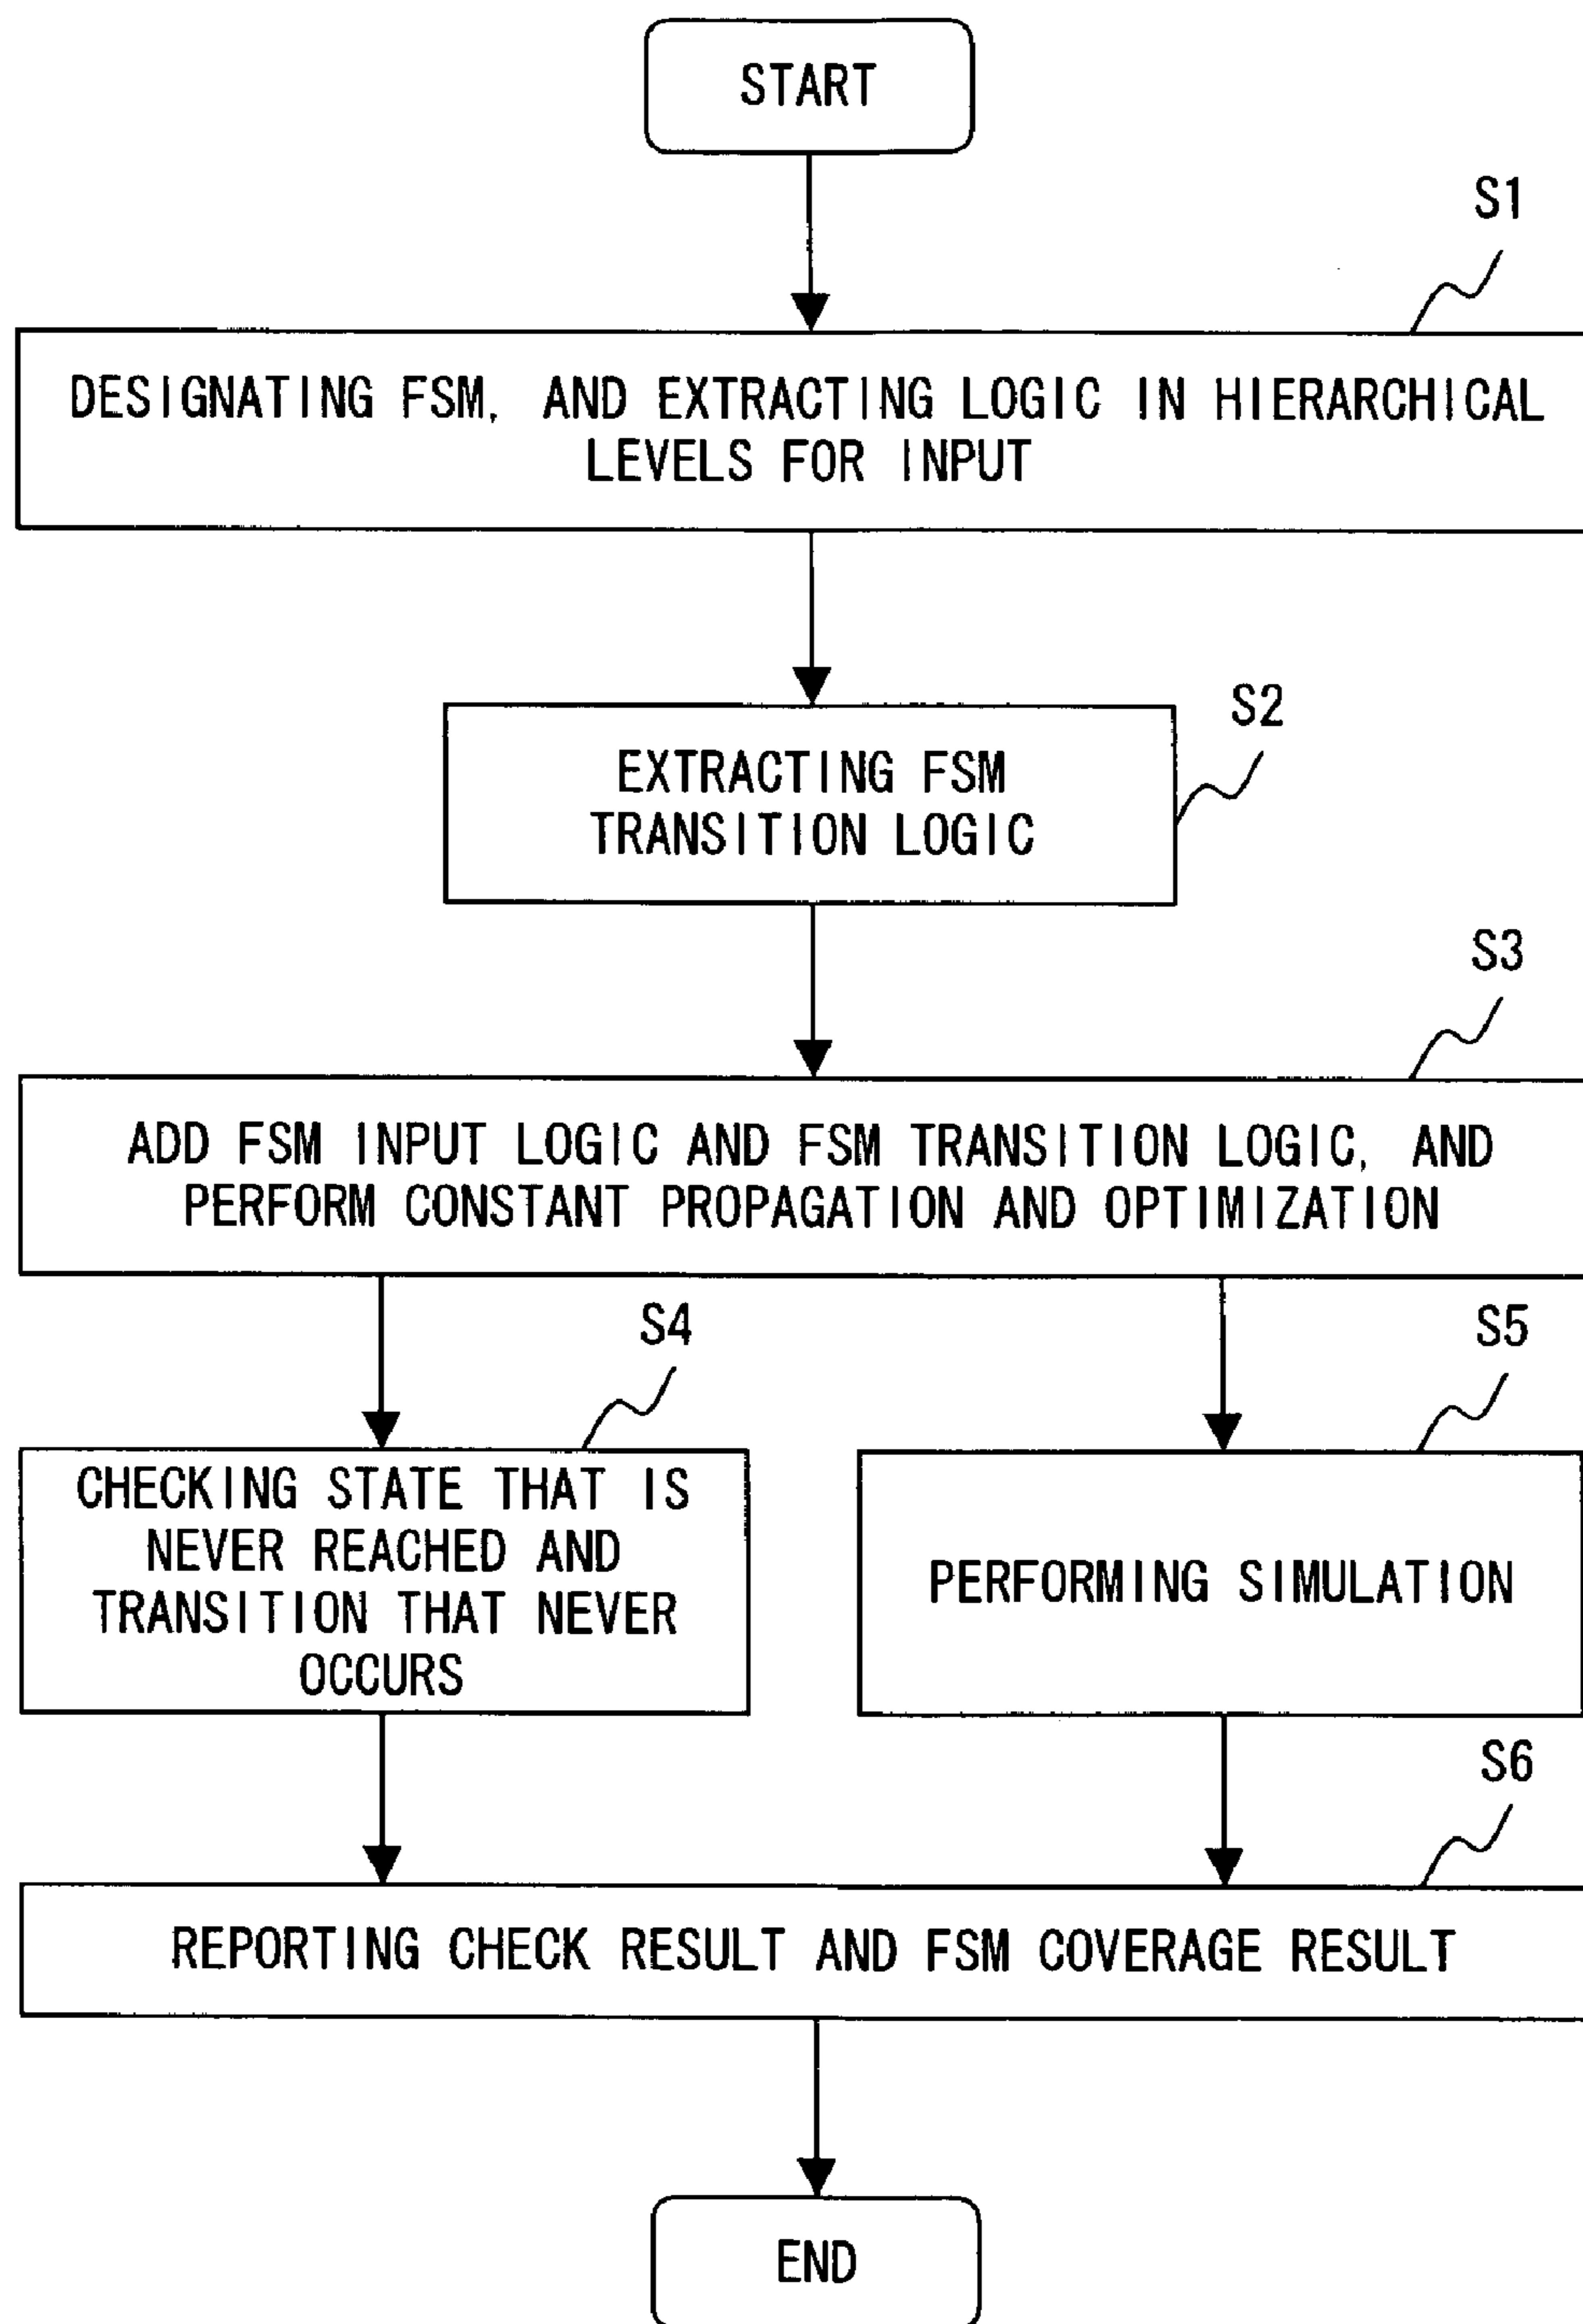 START
S1
DESIGNATING FSM, AND EXTRACTING LOGIC IN HIERARCHICAL
LEVELS FOR INPUT
S2
EXTRACTING FSM
TRANSITION LOGIC
S3
ADD FSM INPUT LOGIC AND FSM TRANSITION LOGIC, AND
PERFORM CONSTANT PROPAGATION AND OPTIMIZATION
S4
CHECKING STATE THAT IS
NEVER REACHED AND
TRANSITION THAT NEVER
OCCURS
S5
PERFORMING SIMULATION
S6
REPORTING CHECK RESULT AND FSM COVERAGE RESULT
END